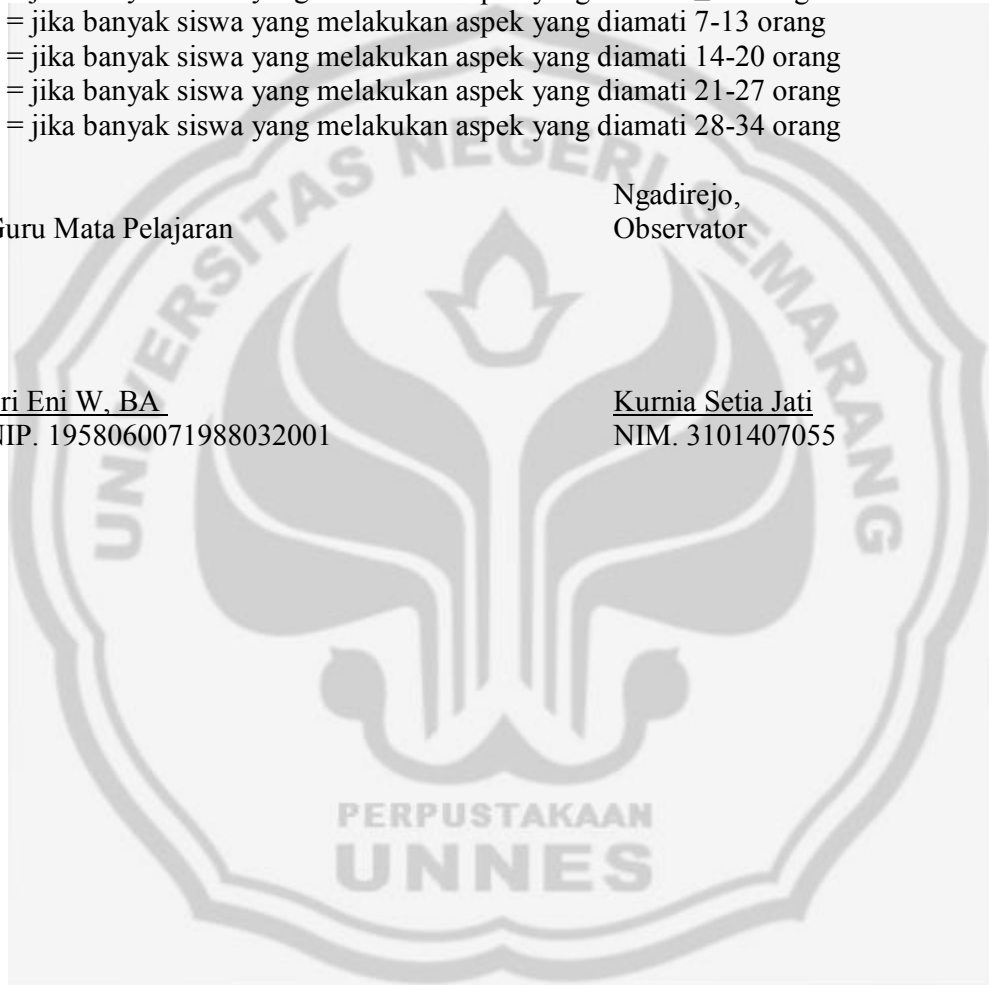 = jika banyak siswa yang melakukan aspek yang diamati 7-13 orang
= jika banyak siswa yang melakukan aspek yang diamati 14-20 orang
= jika banyak siswa yang melakukan aspek yang diamati 21-27 orang
= jika banyak siswa yang melakukan aspek yang diamati 28-34 orang
Ngadirejo,
Guru Mata Pelajaran Observator
ri Eni W, BA Kurnia Setia Jati
NIP. 1958060071988032001 NIM. 3101407055
UNIVERSITAS NEGERI SEMARANG
PERPUSTAKAAN
UNNES